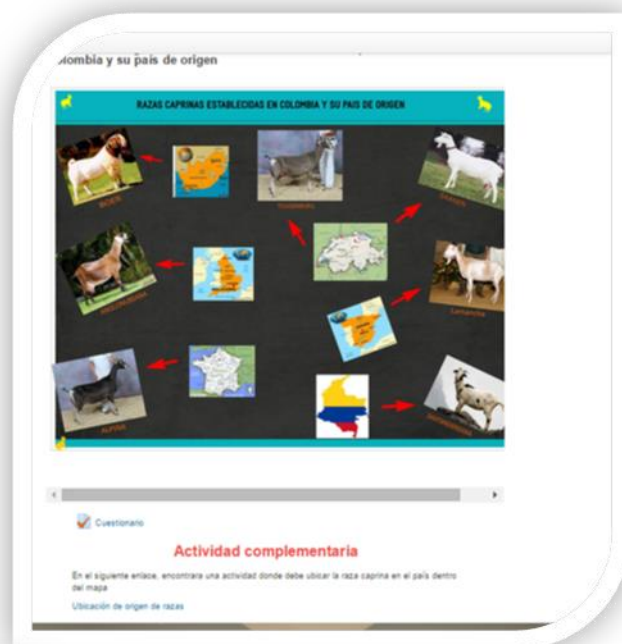 olombia y su país de origen
RAZAS CAPRINAS ESTABLECIDAS EN COLOMBIA Y SU PAIS DE ORIGEN
BOER
SAANEN
LaMancha
ALPINA
Cuestionario
Actividad complementaria
En el siguiente enlace, encontrara una actividad donde debe ubicar la raza caprina en el país dentro
del mapa
Ubicación de origen de razas